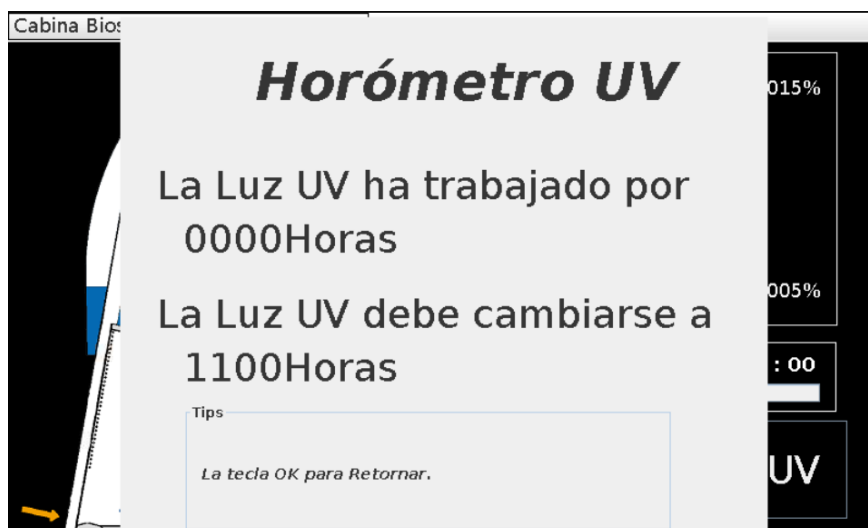 Cabina Bios
Horómetro UV
La Luz UV ha trabajado por
0000Horas
La Luz UV debe cambiarse a
1100Horas
Tips
La tecla OK para Retornar.
015%
005%
: 00
UV